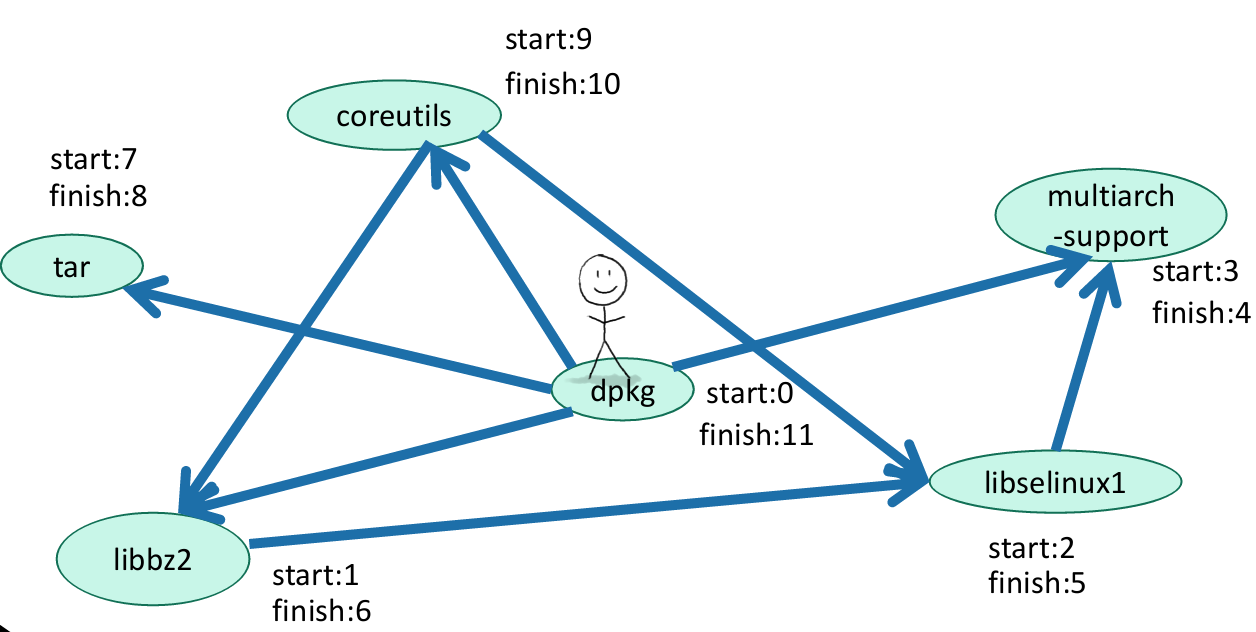 start:9
finish:10
coreutils
start:7
finish:8
tar
multiarch
-support
start:3
finish:4
dpkg
start:0
finish:11
libselinux1
start:2
finish:5
libbz2
start:1
finish:6